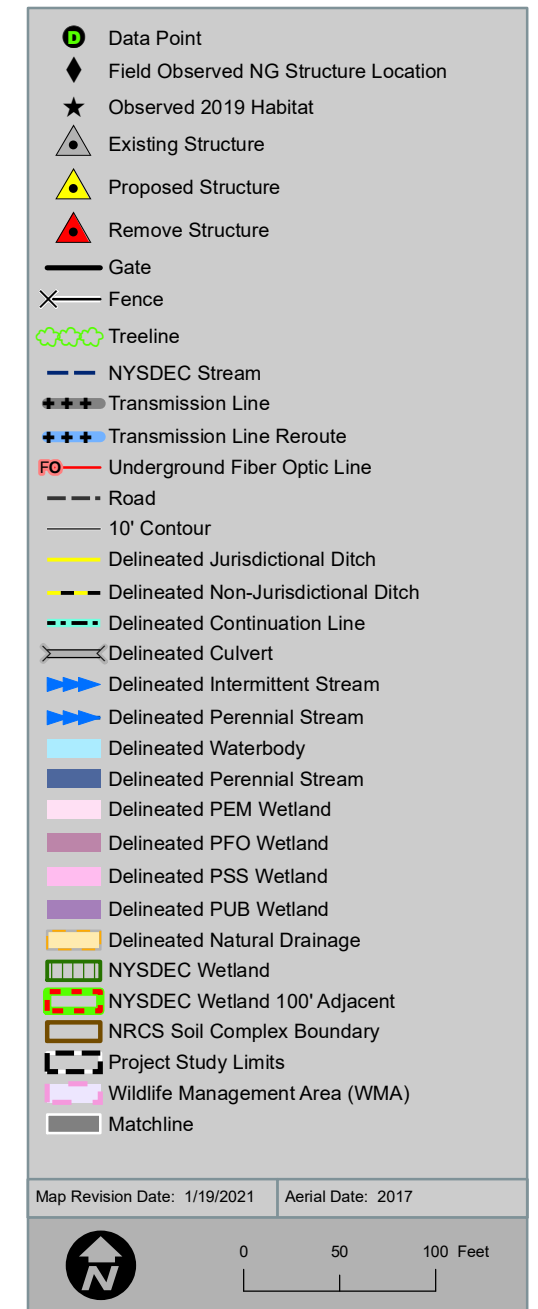 D Data Point
Field Observed NG Structure Location
Observed 2019 Habitat
Existing Structure
Proposed Structure
Remove Structure
Gate
Fence
Treeline
NYSDEC Stream
Transmission Line
Transmission Line Reroute
FO Underground Fiber Optic Line
Road
10' Contour
Delineated Jurisdictional Ditch
Delineated Non-Jurisdictional Ditch
Delineated Continuation Line
Delineated Culvert
Delineated Intermittent Stream
Delineated Perennial Stream
Delineated Waterbody
Delineated Perennial Stream
Delineated PEM Wetland
Delineated PFO Wetland
Delineated PSS Wetland
Delineated PUB Wetland
Delineated Natural Drainage
NYSDEC Wetland
NYSDEC Wetland 100' Adjacent
NRCS Soil Complex Boundary
Project Study Limits
Wildlife Management Area (WMA)
Matchline
Map Revision Date: 1/19/2021 Aerial Date: 2017
N 0 50 100 Feet